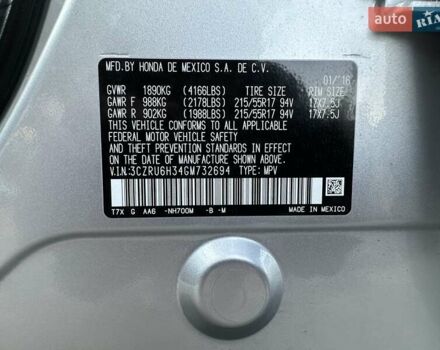 MFD.BY HONDA DE MEXICO S.A. DE C.V.
01/'16
GVWR 1890KG (4166LBS) TIRE SIZE RIM SIZE
GAWR F 988KG (2178LBS) 215/55R17 94V 17X7.5J
GAWR R 902KG (1988LBS) 215/55R17 94V 17X7.5J
THIS VEHICLE CONFORMS TO ALL APPLICABLE
FEDERAL MOTOR VEHICLE SAFETY
AND THEFT PREVENTION STANDARDS IN EFFECT
ON THE DATE OF MANUFACTURE SHOWN ABOVE.
V.I.N:3CZRU6H34GM732694 TYPE: MPV
T7X G AA6 -NH700M -B -M MADE IN MEXICO
AUTO
RIA